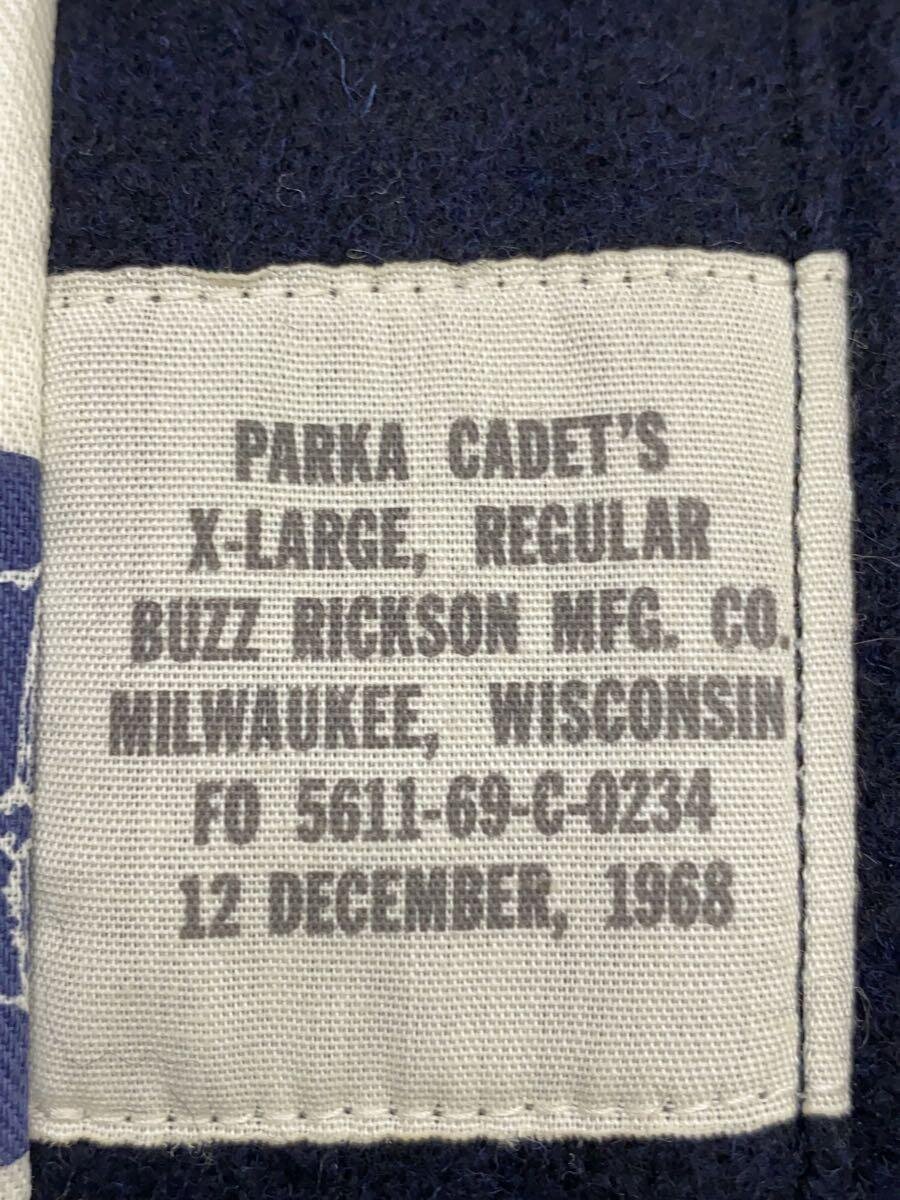 PARKA CADET'S
X-LARGE, REGULAR
BUZZ RICKSON MFG. CO.
MILWAUKEE, WISCONSIN
FO 5611-69-C-0234
12 DECEMBER, 1968